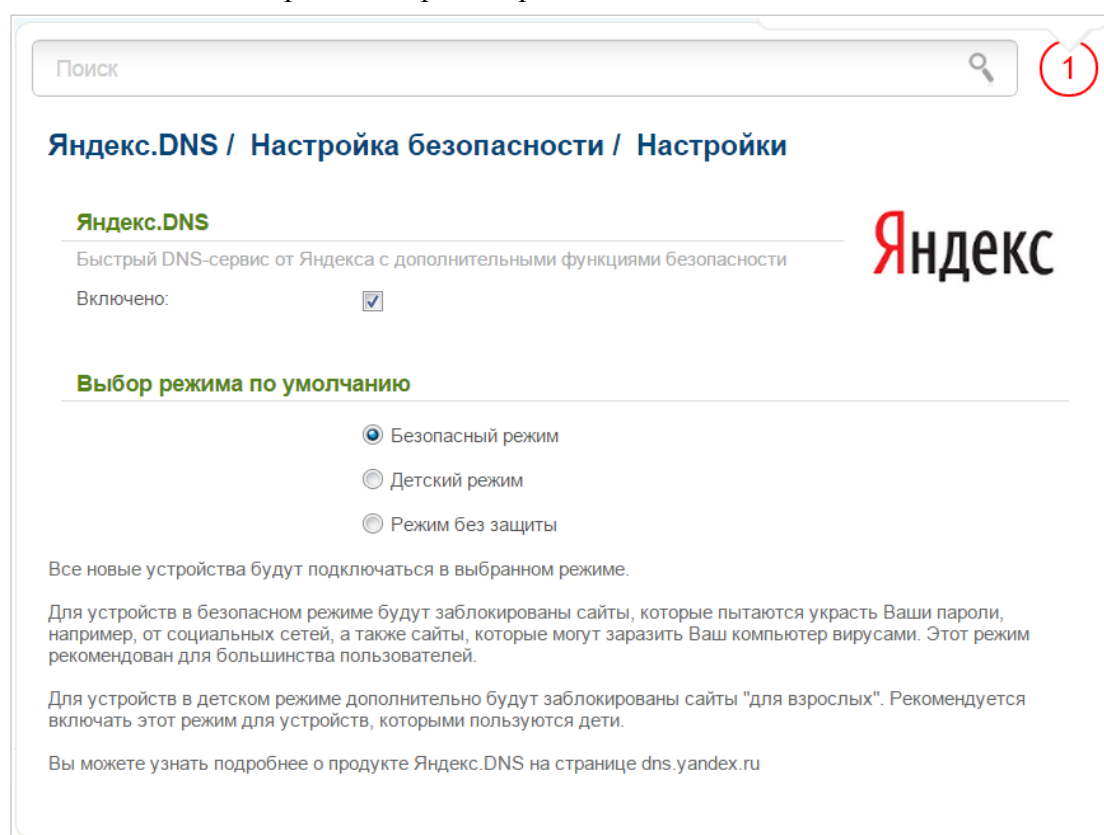 Поиск
1
Яндекс.DNS / Настройка безопасности / Настройки
Яндекс.DNS
Яндекс
Быстрый DNS-сервис от Яндекса с дополнительными функциями безопасности
Включено:
Выбор режима по умолчанию
Безопасный режим
Детский режим
Режим без защиты
Все новые устройства будут подключаться в выбранном режиме.
Для устройств в безопасном режиме будут заблокированы сайты, которые пытаются украсть Ваши пароли,
например, от социальных сетей, а также сайты, которые могут заразить Ваш компьютер вирусами. Этот режим
рекомендован для большинства пользователей.
Для устройств в детском режиме дополнительно будут заблокированы сайты "для взрослых". Рекомендуется
включать этот режим для устройств, которыми пользуются дети.
Вы можете узнать подробнее о продукте Яндекс.DNS на странице dns.yandex.ru